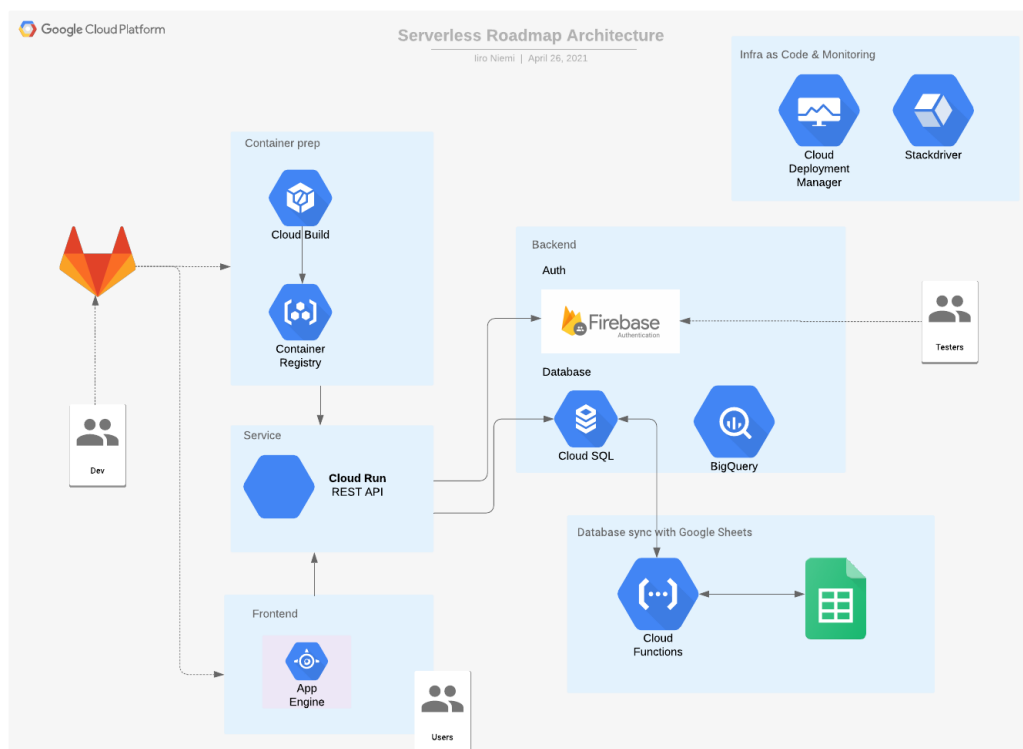 Google Cloud Platform
Serverless Roadmap Architecture
Iiro Niemi | April 26, 2021
Infra as Code & Monitoring
Cloud
Deployment
Manager
Stackdriver
Container prep
Cloud Build
Container
Registry
Backend
Auth
Firebase
Authentication
Testers
Database
Cloud SQL
BigQuery
Dev
Service
Cloud Run
REST API
Database sync with Google Sheets
Cloud
Functions
Frontend
App
Engine
Users